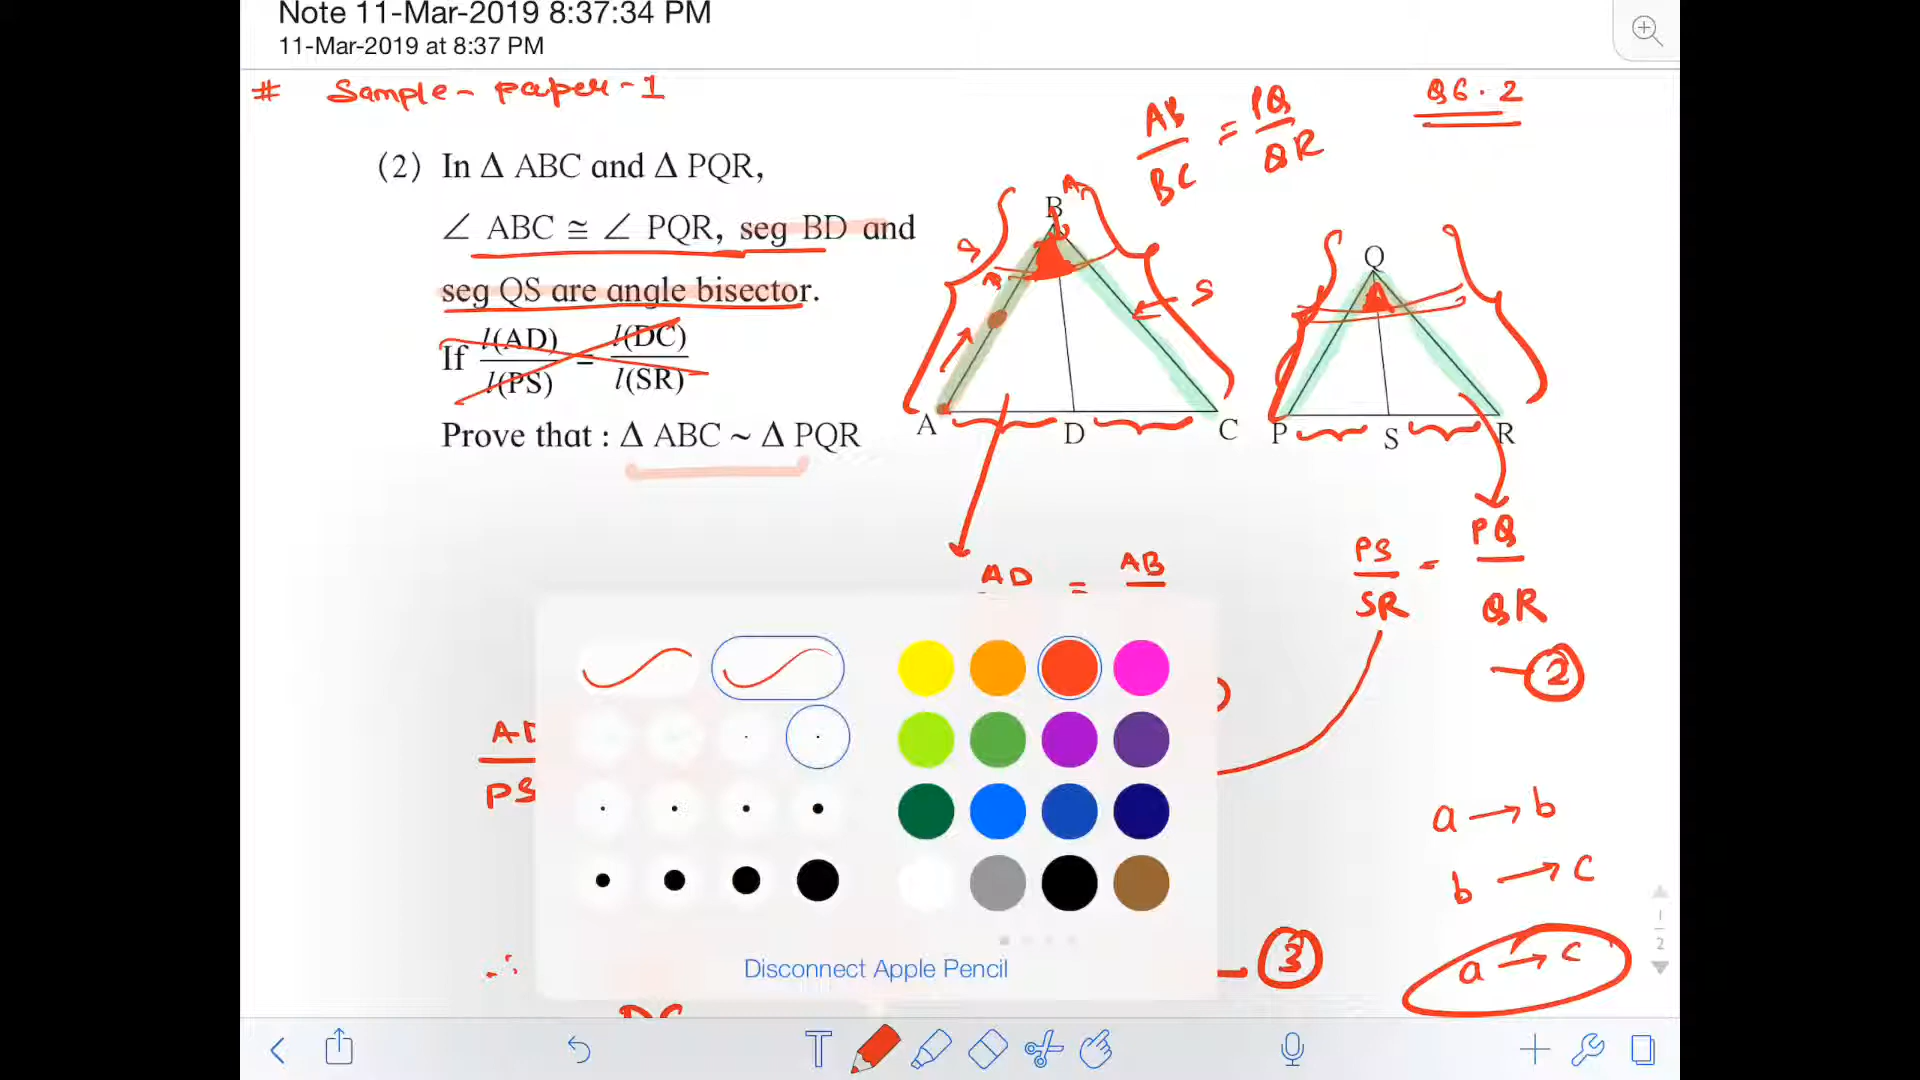 Note 11-Mar-2019 8:37:34 PM
11-Mar-2019 at 8:37 PM
# Sample-paper-1
Q6.2
AB/BC = PQ/QR
(2) In Δ ABC and Δ PQR,
∠ ABC ≅ ∠ PQR, seg BD and
seg QS are angle bisector.
If l(AD)/l(PS) = l(DC)/l(SR)
Prove that : Δ ABC ~ Δ PQR
B
S
A D C
Q
P S R
AD = AB
PS/SR = PQ/QR
2
PS
a → b
b → c
a → c
3
1
2
Disconnect Apple Pencil
T